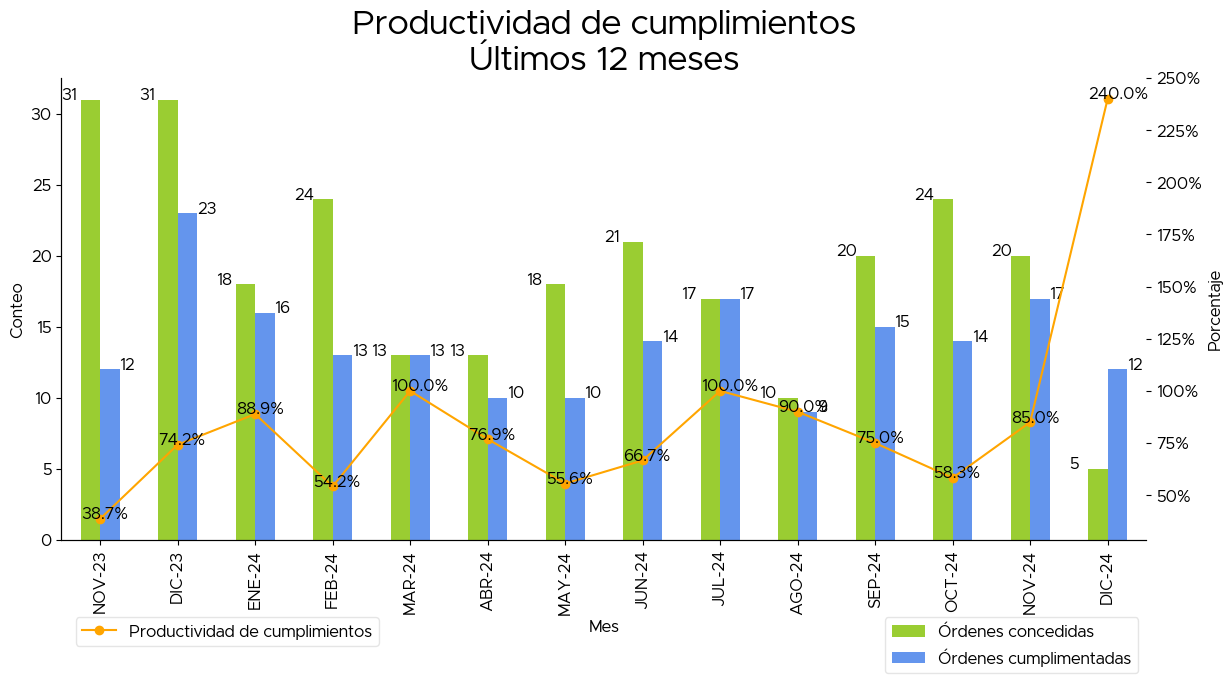 Productividad de cumplimientos
Últimos 12 meses
Conteo
30
25
20
15
10
5
0
31
12
31
23
18
16
24
13
13
13
13
10
18
10
21
14
17
17
10
9
20
15
24
14
20
17
5
12
38.7%
74.2%
88.9%
54.2%
100.0%
76.9%
55.6%
66.7%
100.0%
90.0%
75.0%
58.3%
85.0%
240.0%
250%
225%
200%
175%
150%
125%
100%
75%
50%
Porcentaje
NOV-23
DIC-23
ENE-24
FEB-24
MAR-24
ABR-24
MAY-24
JUN-24
JUL-24
AGO-24
SEP-24
OCT-24
NOV-24
DIC-24
Mes
Productividad de cumplimientos
Órdenes concedidas
Órdenes cumplimentadas